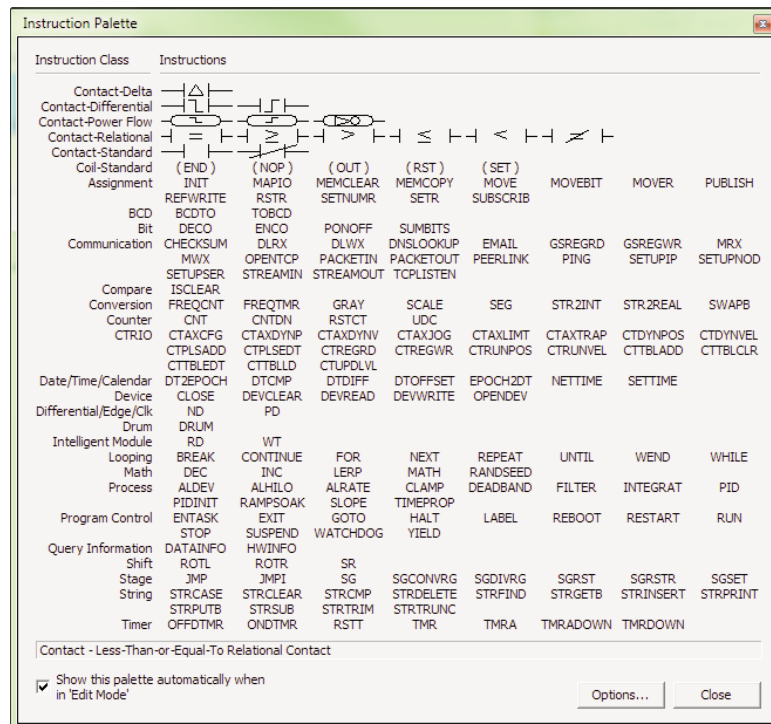 Instruction Palette
Instruction Class Instructions
Contact-Delta
Contact-Differential
Contact-Power Flow
Contact-Relational = ≥ > ≤ < ≠
Contact-Standard
Coil-Standard (END) (NOP) (OUT) (RST) (SET)
Assignment INIT MAPIO MEMCLEAR MEMCOPY MOVE MOVEBIT MOVER PUBLISH
REFWRITE RSTR SETNUMR SETR SUBSCRIB
BCD BCDTO TOBCD
Bit DECO ENCO PONOFF SUMBITS
Communication CHECKSUM DLRX DLWX DNSLOOKUP EMAIL GSREGRD GSREGWR MRX
MWX OPENTCP PACKETIN PACKETOUT PEERLINK PING SETUPIP SETUPNOD
SETUPSER STREAMIN STREAMOUT TCPLISTEN
Compare ISCLEAR
Conversion FREQCNT FREQTMR GRAY SCALE SEG STR2INT STR2REAL SWAPB
Counter CNT CNTDN RSTCT UDC
CTRIO CTAXCFG CTAXDYNP CTAXDYNV CTAXJOG CTAXLIMT CTAXTRAP CTDYNPOS CTDYNVEL
CTPLSADD CTPLSEDT CTREGRD CTREGWR CTRUNPOS CTRUNVEL CTTBLADD CTTBLCLR
CTTBLEDT CTTBLLD CTUPDLVL
Date/Time/Calendar DT2EPOCH DTCMP DTDIFF DTOFFSET EPOCH2DT NETTIME SETTIME
Device CLOSE DEVCLEAR DEVREAD DEVWRITE OPENDEV
Differential/Edge/Clk ND PD
Drum DRUM
Intelligent Module RD WT
Looping BREAK CONTINUE FOR NEXT REPEAT UNTIL WEND WHILE
Math DEC INC LERP MATH RANDSEED
Process ALDEV ALHILO ALRATE CLAMP DEADBAND FILTER INTEGRAT PID
PIDINIT RAMPSOAK SLOPE TIMEPROP
Program Control ENTASK EXIT GOTO HALT LABEL REBOOT RESTART RUN
STOP SUSPEND WATCHDOG YIELD
Query Information DATAINFO HWINFO
Shift ROTL ROTR SR
Stage JMP JMPI SG SGCONVRG SGDIVRG SGRST SGRSTR SGSET
String STRCASE STRCLEAR STRCMP STRDELETE STRFIND STRGETB STRINSERT STRPRINT
STRPUTB STRSUB STRTRIM STRTRUNC
Timer OFFDTMR ONDTMR RSTT TMR TMRA TMRADOWN TMRDOWN
Contact - Less-Than-or-Equal-To Relational Contact
Show this palette automatically when
in 'Edit Mode'
Options... Close